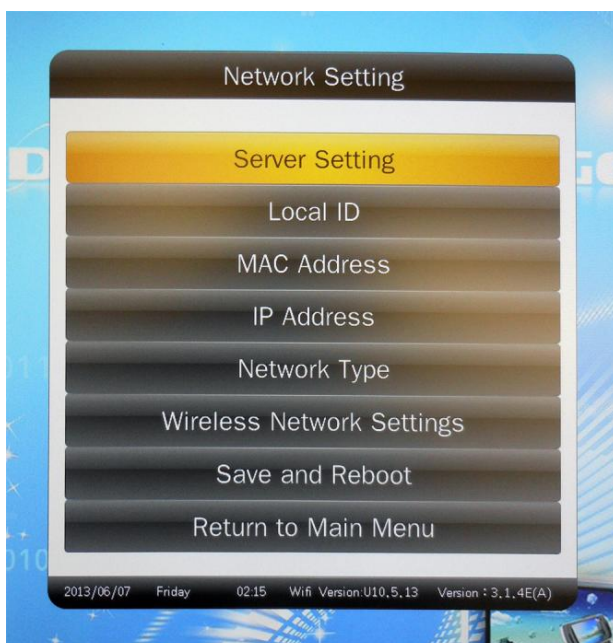 Network Setting
Server Setting
Local ID
MAC Address
IP Address
Network Type
Wireless Network Settings
Save and Reboot
Return to Main Menu
2013/06/07 Friday 02:15 Wifi Version:U10.5.13 Version : 3.1.4E(A)